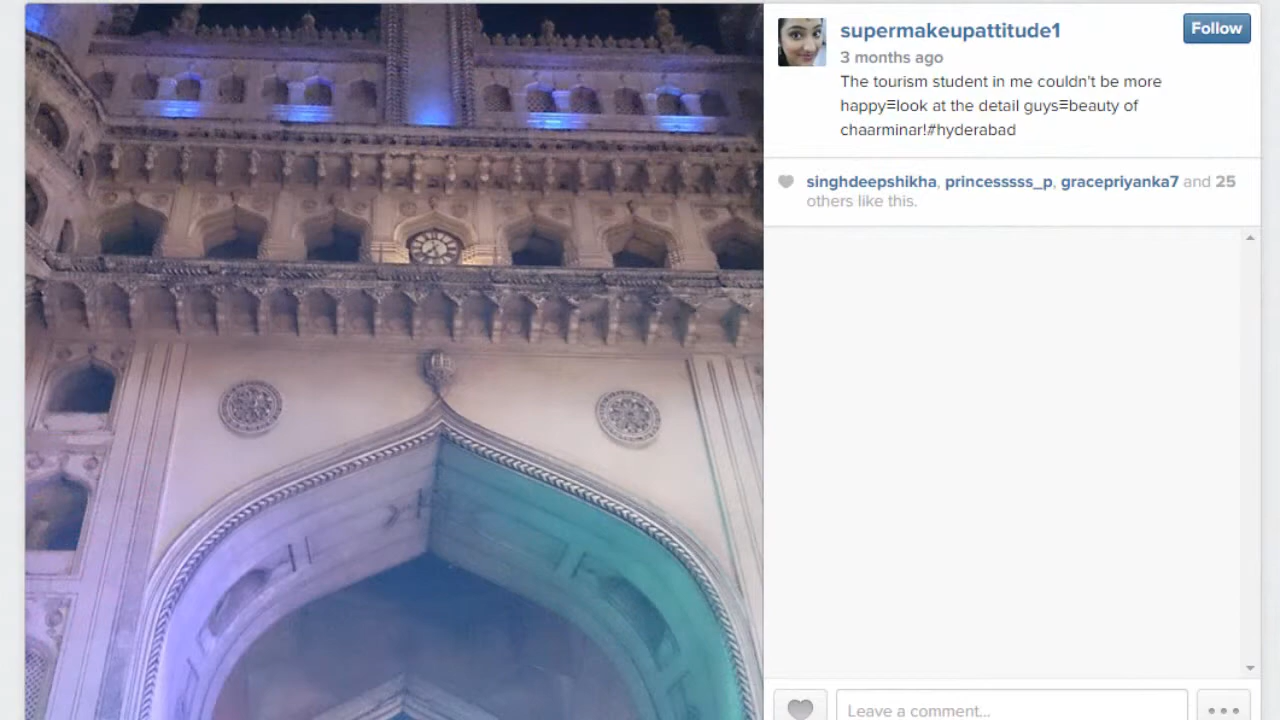 supermakeupattitude1
Follow
3 months ago
The tourism student in me couldn't be more
happy☰look at the detail guys☰beauty of
chaarminar!#hyderabad
singhdeepshikha, princesssss_p, gracepriyanka7 and 25
others like this.
Leave a comment...